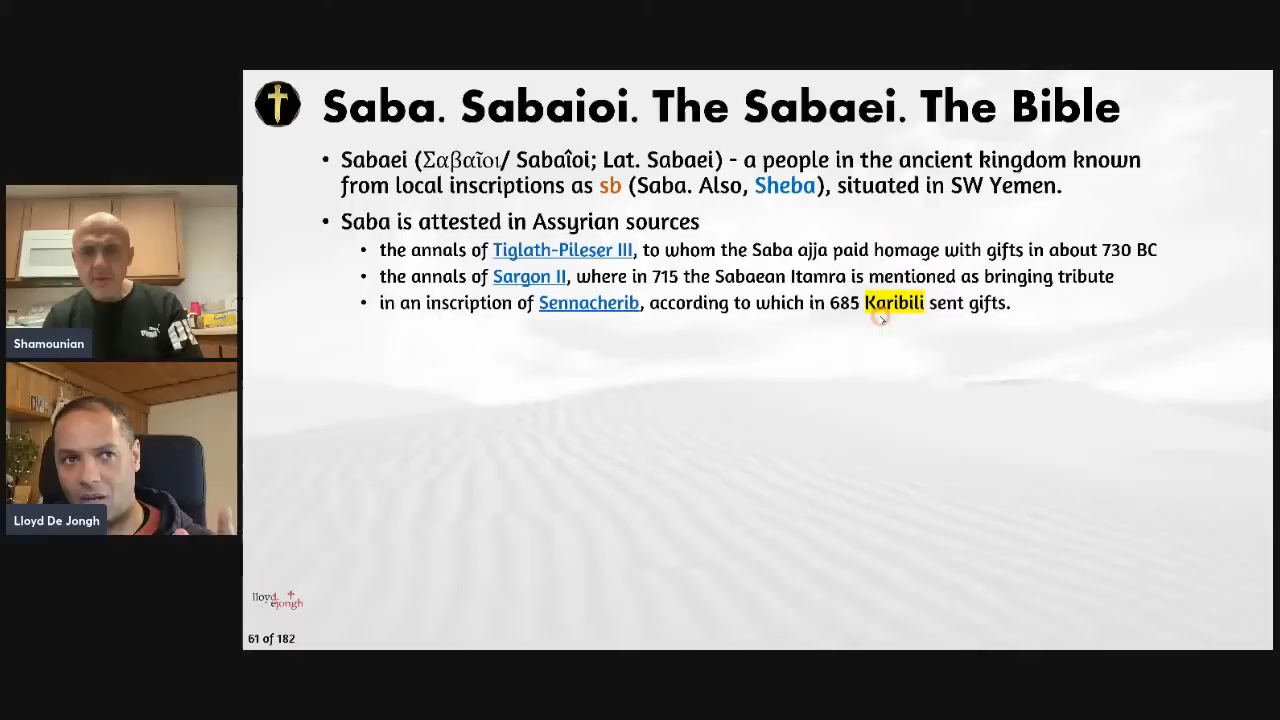 Saba. Sabaioi. The Sabaei. The Bible
• Sabaei (Σαβαῖοι/ Sabaîoi; Lat. Sabaei) - a people in the ancient kingdom known
from local inscriptions as sb (Saba. Also, Sheba), situated in SW Yemen.
• Saba is attested in Assyrian sources
• the annals of Tiglath-Pileser III, to whom the Saba ajja paid homage with gifts in about 730 BC
• the annals of Sargon II, where in 715 the Sabaean Itamra is mentioned as bringing tribute
• in an inscription of Sennacherib, according to which in 685 Karibili sent gifts.
Shamounian
Lloyd De Jongh
lloyd.
ejongh
61 of 182